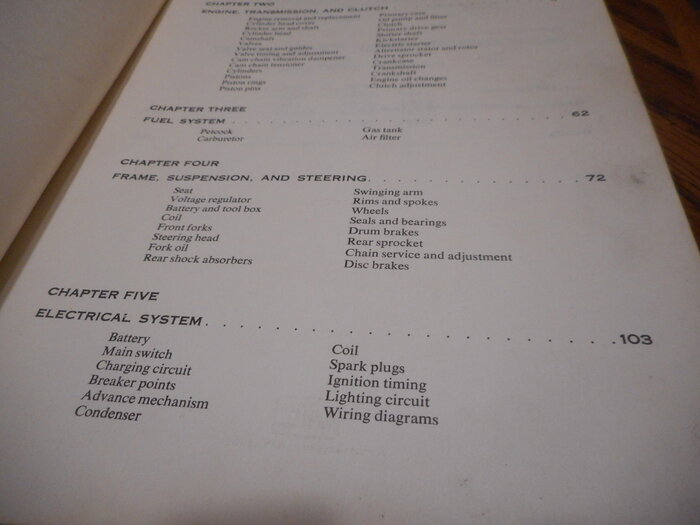 CHAPTER TWO
ENGINE, TRANSMISSION, AND CLUTCH
Engine removal and replacement
Cylinder head cover
Rocker arm and shaft
Cylinder head
Camshaft
Valves
Valve seat and guides
Valve timing and adjustment
Cam chain vibration dampener
Cam chain tensioner
Cylinders
Pistons
Piston rings
Piston pins
Primary case
Oil pump and filter
Clutch
Primary drive gear
Shifter shaft
Kickstarter
Electric starter
Alternator stator and rotor
Drive sprocket
Crankcase
Transmission
Crankshaft
Engine oil changes
Clutch adjustment
CHAPTER THREE
FUEL SYSTEM . . . . . . . . . . . . . . . . . . . . 62
Petcock
Carburetor
Gas tank
Air filter
CHAPTER FOUR
FRAME, SUSPENSION, AND STEERING. . . . . . . . . . . . . . 72
Seat
Voltage regulator
Battery and tool box
Coil
Front forks
Steering head
Fork oil
Rear shock absorbers
Swinging arm
Rims and spokes
Wheels
Seals and bearings
Drum brakes
Rear sprocket
Chain service and adjustment
Disc brakes
CHAPTER FIVE
ELECTRICAL SYSTEM. . . . . . . . . . . . . . . . . . . . . . . 103
Battery
Main switch
Charging circuit
Breaker points
Advance mechanism
Condenser
Coil
Spark plugs
Ignition timing
Lighting circuit
Wiring diagrams